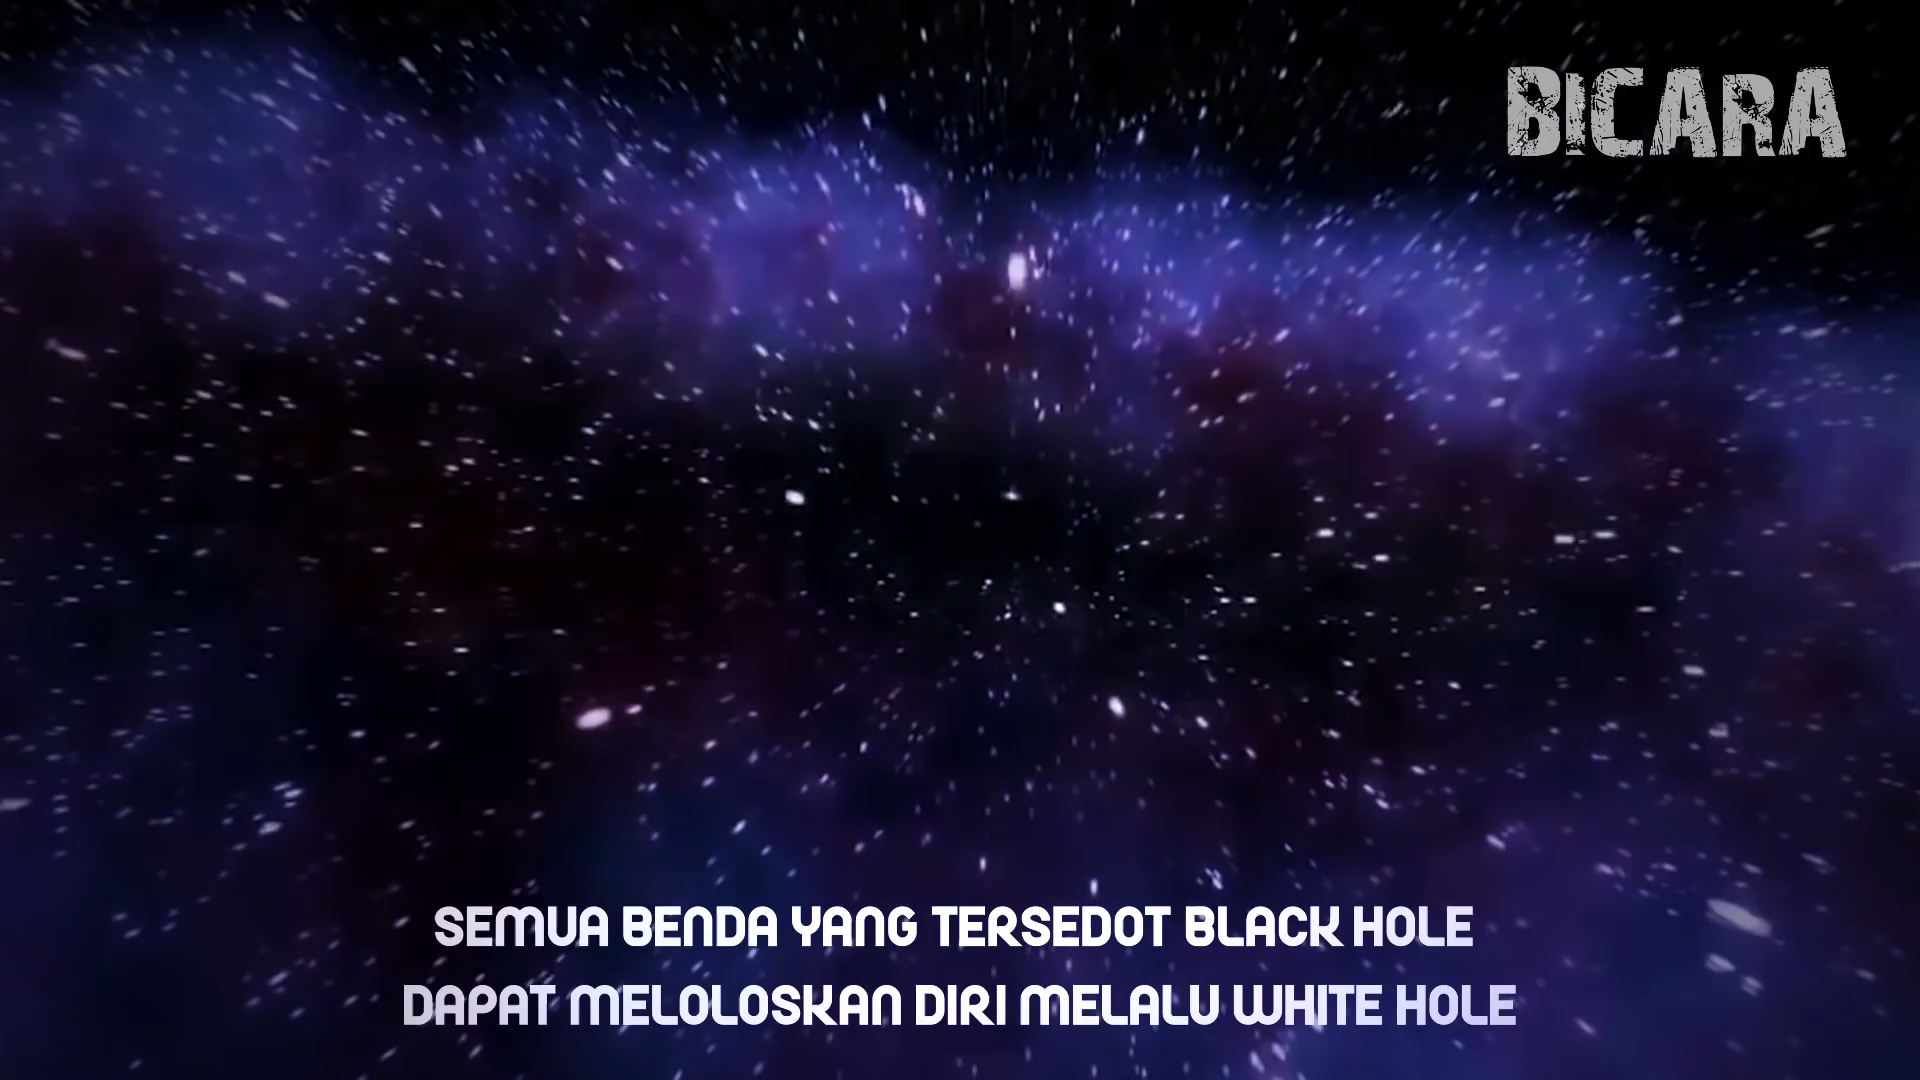 BICARA
SEMUA BENDA YANG TERSEDOT BLACK HOLE
DAPAT MELOLOSKAN DIRI MELALU WHITE HOLE